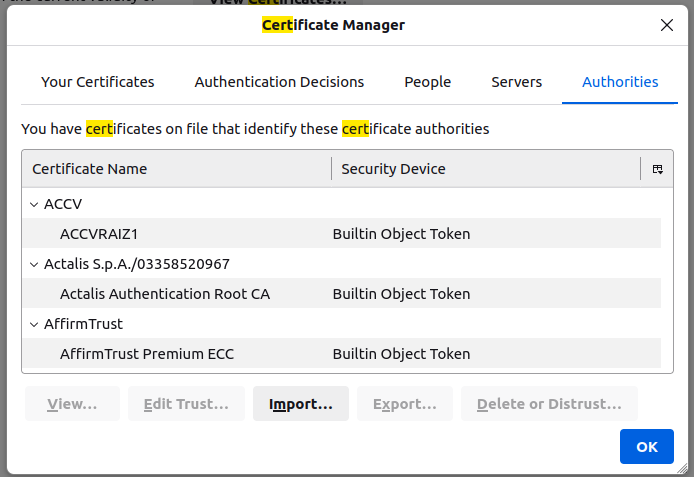 View Certificates...
Certificate Manager
Your Certificates Authentication Decisions People Servers Authorities
You have certificates on file that identify these certificate authorities
Certificate Name Security Device
ACCV
ACCVRAIZ1 Builtin Object Token
Actalis S.p.A./03358520967
Actalis Authentication Root CA Builtin Object Token
AffirmTrust
AffirmTrust Premium ECC Builtin Object Token
View... Edit Trust... Import... Export... Delete or Distrust...
OK